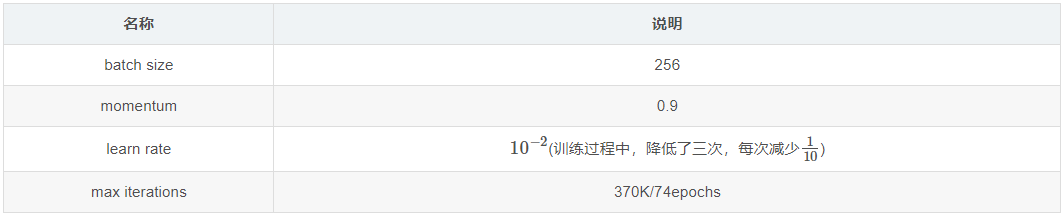 名称 说明
batch size 256
momentum 0.9
learn rate 10⁻²(训练过程中，降低了三次，每次减少1/10)
max iterations 370K/74epochs